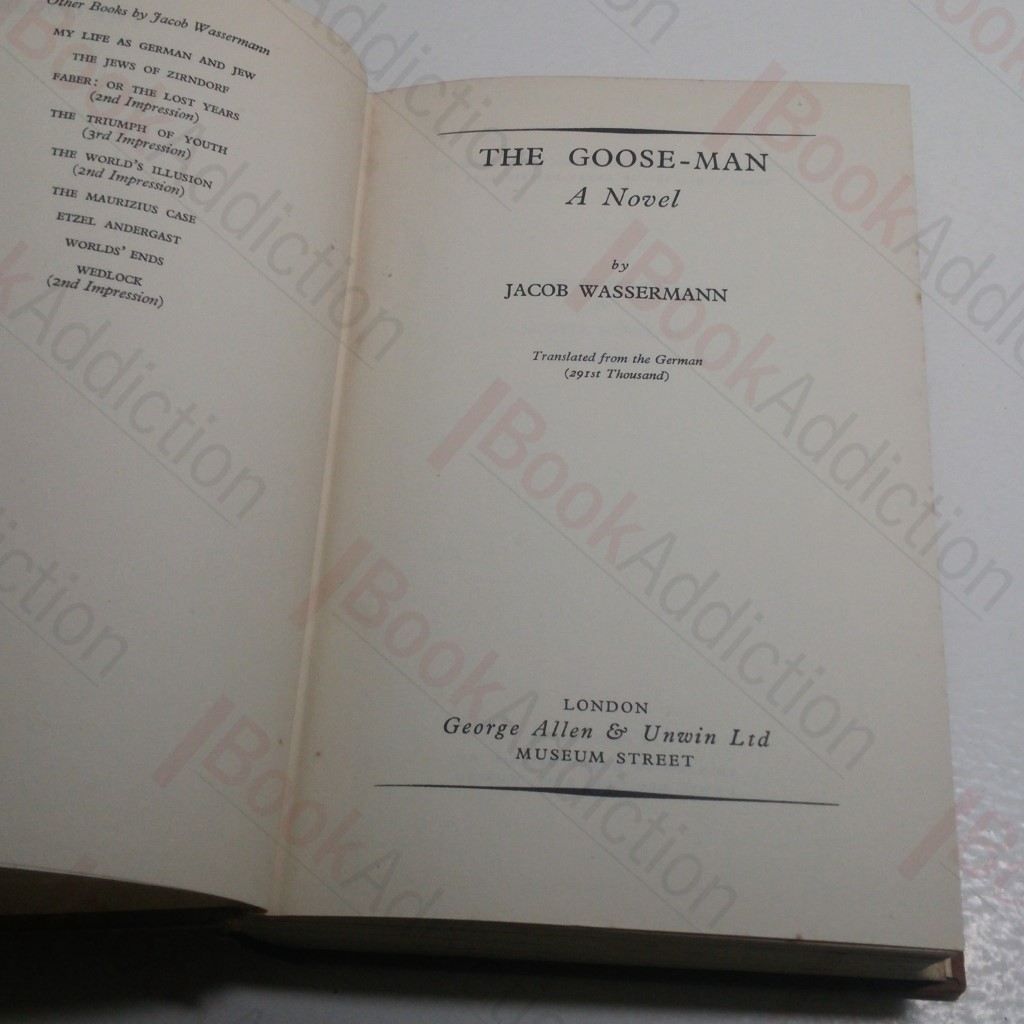 Other Books by Jacob Wassermann
MY LIFE AS GERMAN AND JEW
THE JEWS OF ZIRNDORF
FABER: OR THE LOST YEARS
(2nd Impression)
THE TRIUMPH OF YOUTH
(3rd Impression)
THE WORLD'S ILLUSION
(2nd Impression)
THE MAURIZIUS CASE
ETZEL ANDERGAST
WORLDS' ENDS
WEDLOCK
(2nd Impression)
THE GOOSE-MAN
A Novel
by
JACOB WASSERMANN
Translated from the German
(291st Thousand)
LONDON
George Allen & Unwin Ltd
MUSEUM STREET
BookAddiction